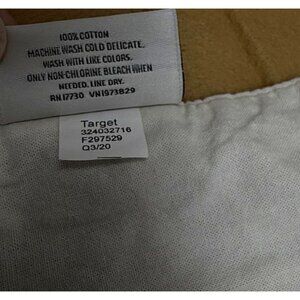 100% COTTON
MACHINE WASH COLD DELICATE.
WASH WITH LIKE COLORS.
ONLY NON-CHLORINE BLEACH WHEN
NEEDED. LINE DRY.
RN 17730 VN1973829
Target
324032716
F297529
Q3/20